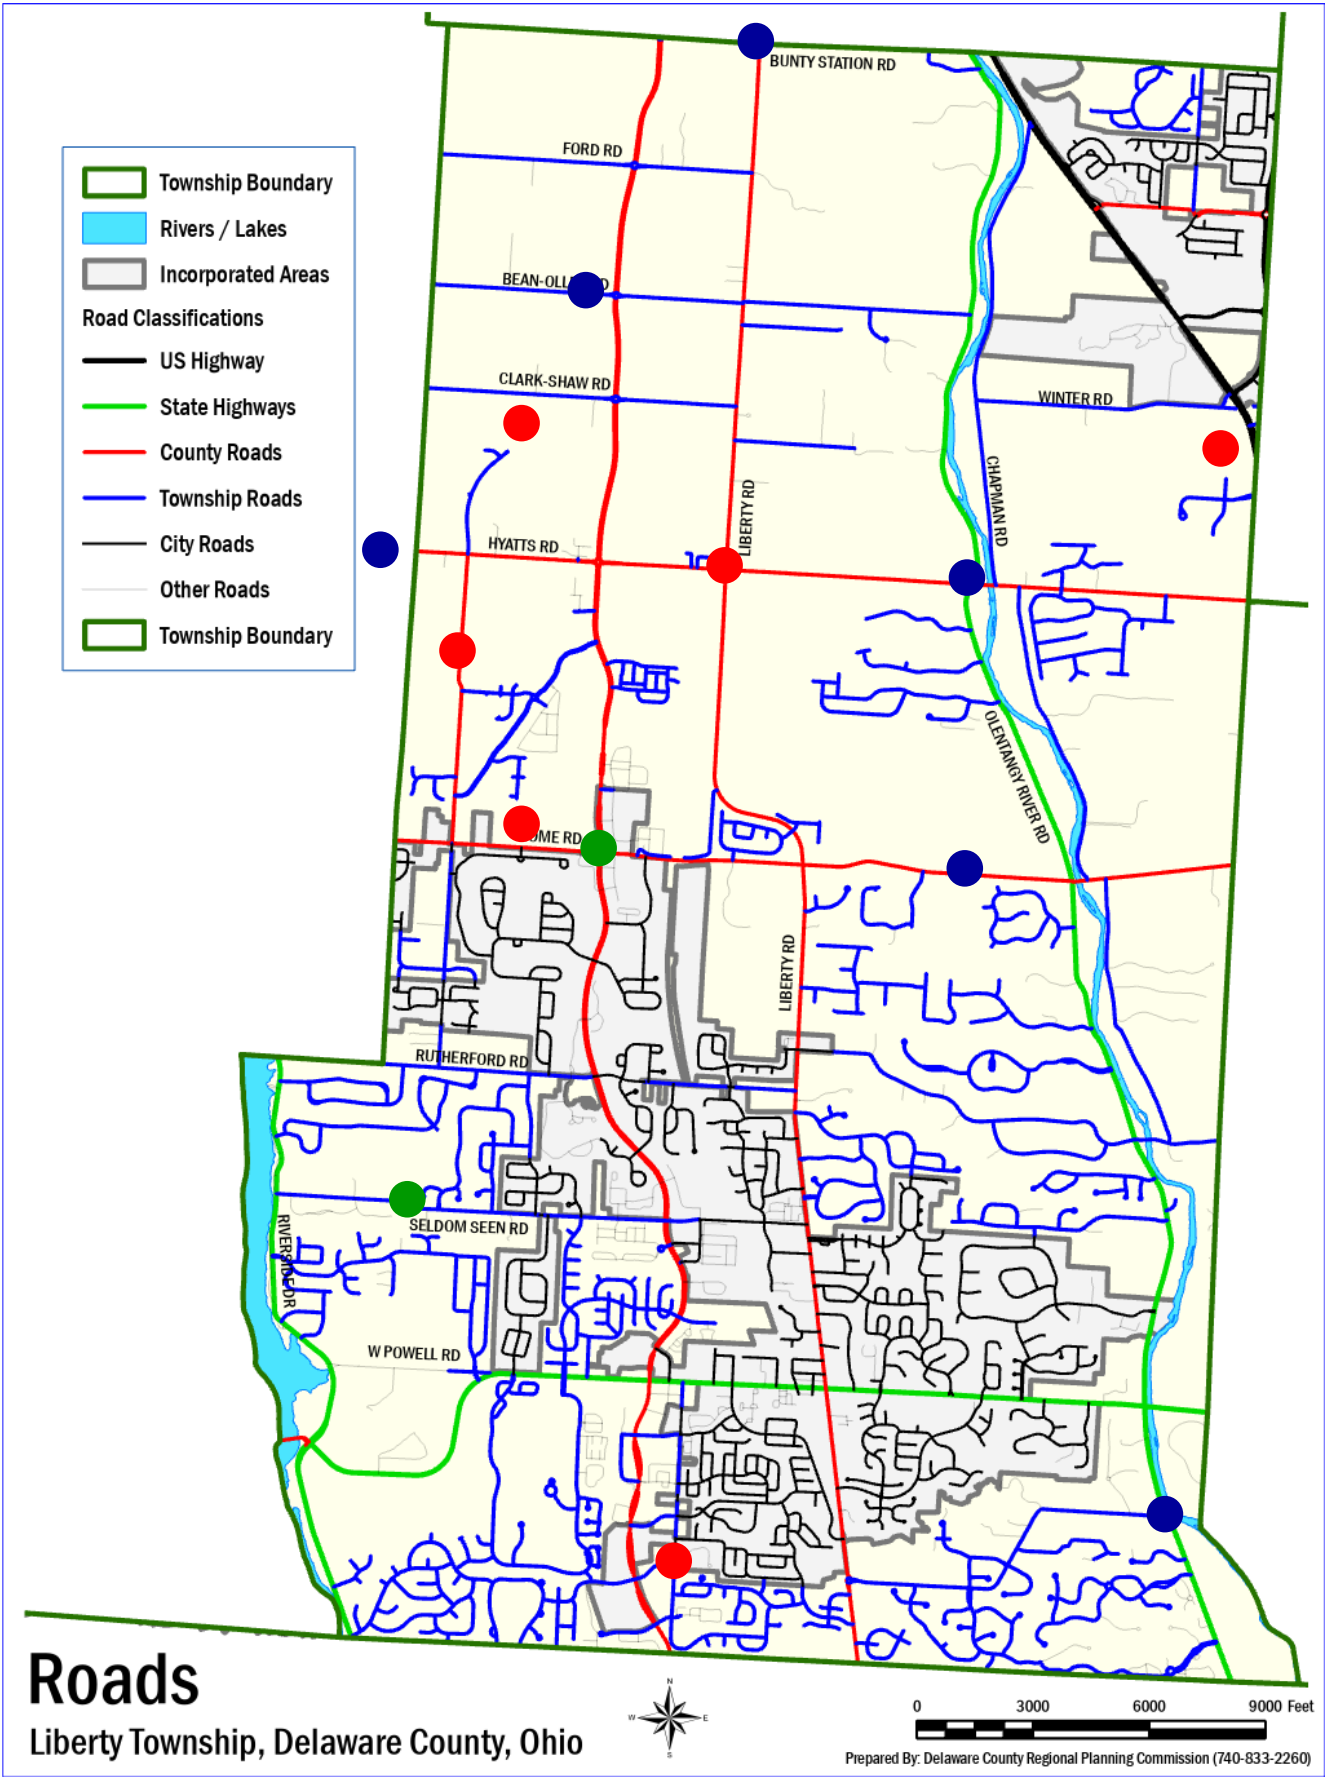 BUNTY STATION RD
FORD RD
Township Boundary
Rivers / Lakes
Incorporated Areas
Road Classifications
US Highway
State Highways
County Roads
Township Roads
City Roads
Other Roads
Township Boundary
CLARK-SHAW RD
WINTER RD
CHAPMAN RD
LIBERTY RD
HYATTS RD
OLENTANGY RIVER RD
RD
LIBERTY RD
RUTHERFORD RD
SELDOM SEEN RD
RIVERSIDE DR
W POWELL RD
Roads
Liberty Township, Delaware County, Ohio
N
W E
S
0 3000 6000 9000 Feet
Prepared By: Delaware County Regional Planning Commission (740-833-2260)